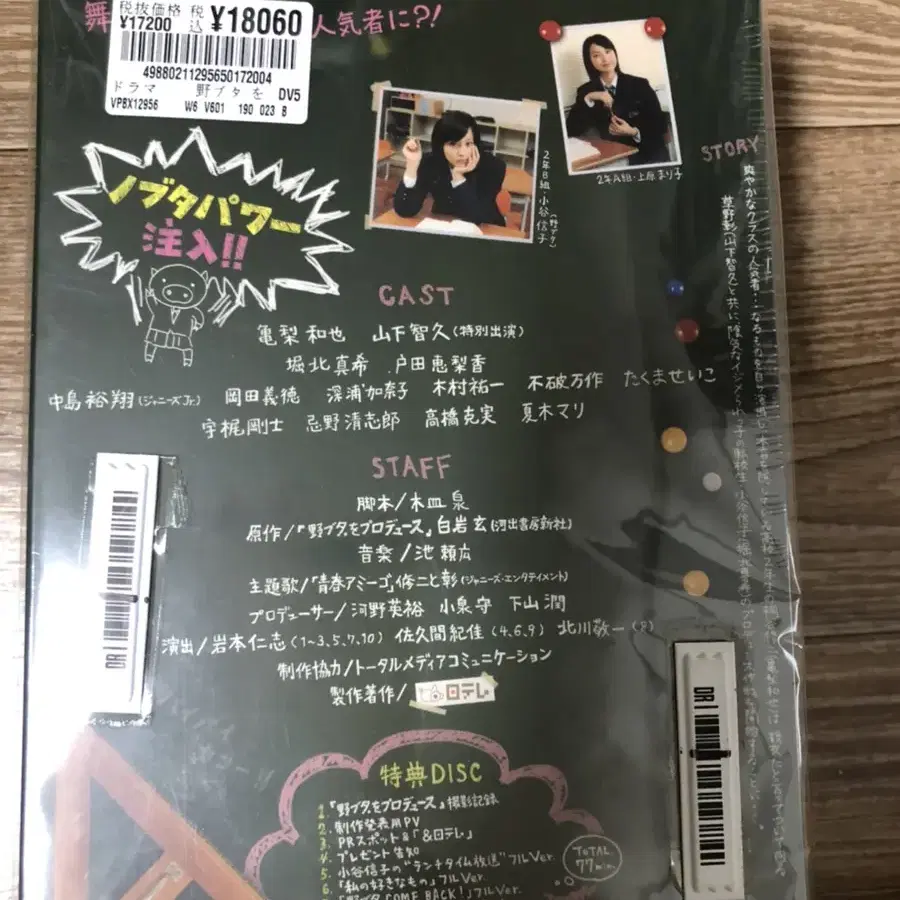 舞
人気者に?!
税抜価格 税込
¥17200 ¥18060
49880211295650172004
ドラマ 野ブタを DV5
VPBX12956 W6 V601 190 023 B
ノブタパワー
注入!!
2年B組・小谷信子
(野ブタ)
2年A組・上原まり子
STORY
CAST
亀梨和也 山下智久(特別出演)
堀北真希 戸田恵梨香
中島裕翔(ジャニーズJr.) 岡田義徳 深浦加奈子 木村祐一 不破万作 たくませいこ
宇梶剛士 忌野清志郎 高橋克実 夏木マリ
STAFF
脚本/木皿泉
原作/「野ブタ。をプロデュース」白岩玄(河出書房新社)
音楽/池頼広
主題歌/「青春アミーゴ」修二と彰(ジャニーズ・エンタテイメント)
プロデューサー/河野英裕 小泉守 下山潤
演出/岩本仁志(1~3,5,7,10) 佐久間紀佳(4,6,9) 北川敬一(8)
制作協力/トータルメディアコミュニケーション
製作著作/日テレ
特典DISC
1.「野ブタ。をプロデュース」撮影記録
2.制作発表用PV
3.PRスポット&「&日テレ」
4.プレゼント告知
5.小谷信子の"ランチタイム放送"フルVer.
6.「私の好きなもの」フルVer.
「野ブタ COME BACK!」フルVer.
TOTAL
77min.